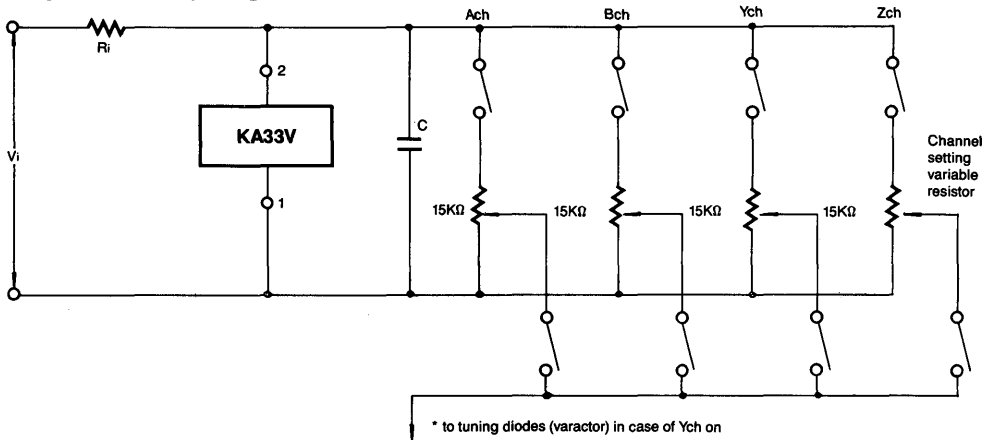 Ach
Bch
Ych
Zch
Ri
2
KA33V
C
Vi
1
15KΩ
15KΩ
15KΩ
Channel
setting
variable
resistor
* to tuning diodes (varactor) in case of Ych on